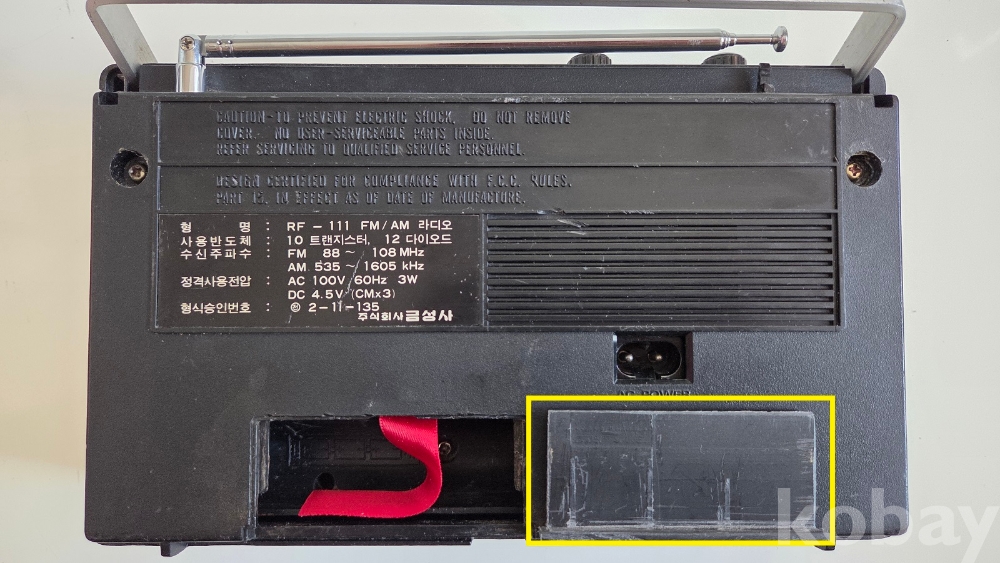 CAUTION-TO PREVENT ELECTRIC SHOCK, DO NOT REMOVE
COVER. NO USER-SERVICEABLE PARTS INSIDE.
REFER SERVICING TO QUALIFIED SERVICE PERSONNEL.
DESIGN CERTIFIED FOR COMPLIANCE WITH F.C.C. RULES.
PART 15, IN EFFECT AS OF DATE OF MANUFACTURE.
형 명 : RF - 111 FM/AM 라디오
사용반도체 : 10 트랜지스터, 12 다이오드
수신주파수 : FM 88 ~ 108 MHz
AM 535 ~ 1605 kHz
정격사용전압 : AC 100V 60Hz 3W
DC 4.5V (CM×3)
형식승인번호 : 2-11-135
주식회사 금성사
AC POWER
kobay